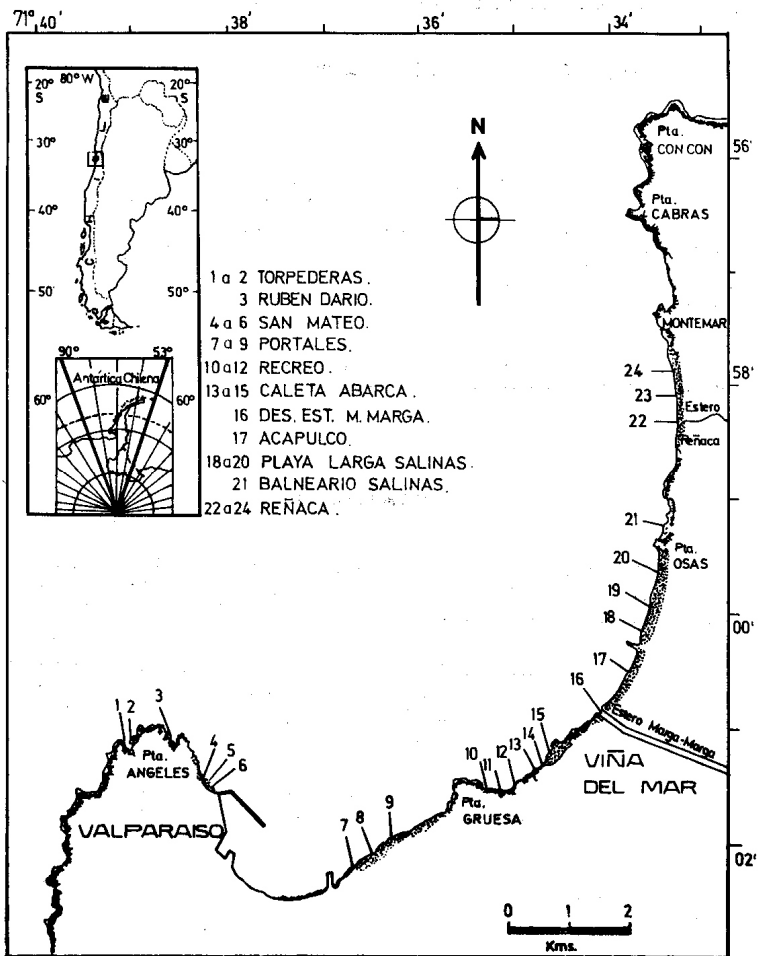 71° 40' 38' 36' 34'
80° W
20° S 20° S
30° 30°
40° 40°
50° 50°
C H I L E
90° 53°
Antártica Chilena
60° 60°
N
1 a 2 TORPEDERAS.
3 RUBEN DARIO.
4 a 6 SAN MATEO.
7 a 9 PORTALES.
10 a 12 RECREO.
13 a 15 CALETA ABARCA.
16 DES. EST. M. MARGA.
17 ACAPULCO.
18 a 20 PLAYA LARGA SALINAS.
21 BALNEARIO SALINAS.
22 a 24 REÑACA.
Pta.
CON CON
56'
Pta.
CABRAS
MONTEMAR
24
58'
23
Estero
22
Reñaca
21
Pta.
OSAS
20
19
00'
18
17
16
Estero Marga-Marga
VIÑA
DEL MAR
1 2 3 4 5 6
Pta.
ANGELES
VALPARAISO
7 8 9
10 11 12 13 14 15
Pta.
GRUESA
02'
0 1 2
Kms.